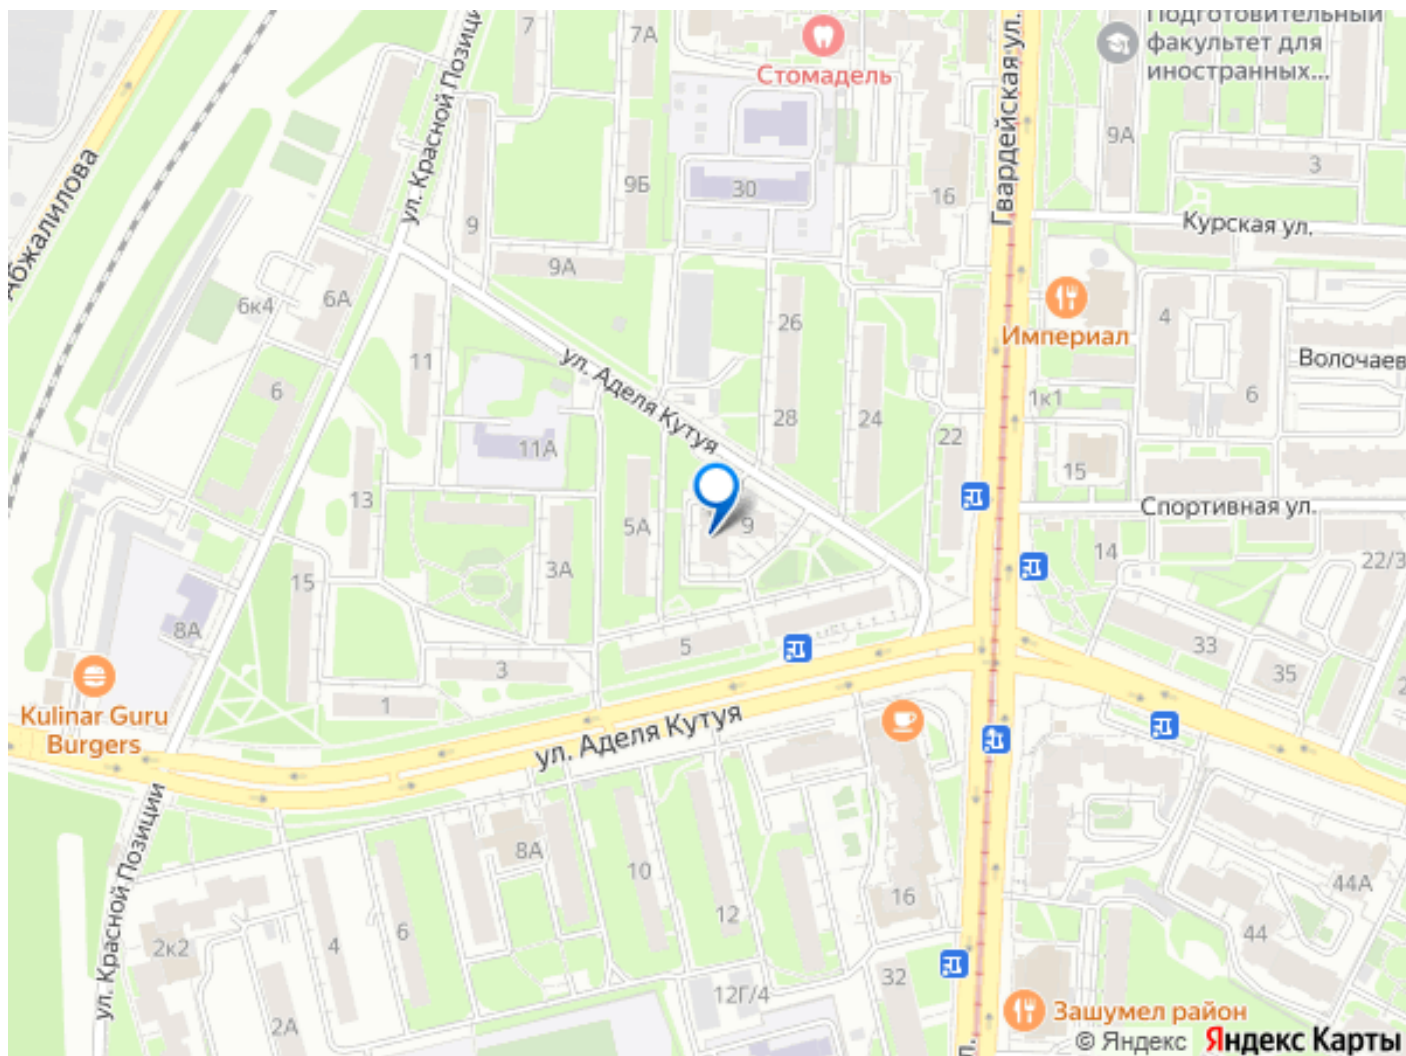 Подготовительный
факультет для
иностранных...
7
7А
Стомадель
ул. Красной Позиции
Гвардейская ул.
9А
3
Абжалилова
9Б
30
16
9
Курская ул.
9А
6к4
6А
26
Империал
4
11
ул. Аделя Кутуя
Волочаев
6
28
24
1к1
6
22
11А
15
13
Спортивная ул.
5А
9
14
22/3
3А
15
8А
5
33
3
35
1
2
Kulinar Guru
Burgers
ул. Аделя Кутуя
ул. Красной Позиции
8А
10
12
16
44А
2к2
4
6
44
32
12Г/4
2А
Зашумел район
л.
© Яндекс Яндекс Карты